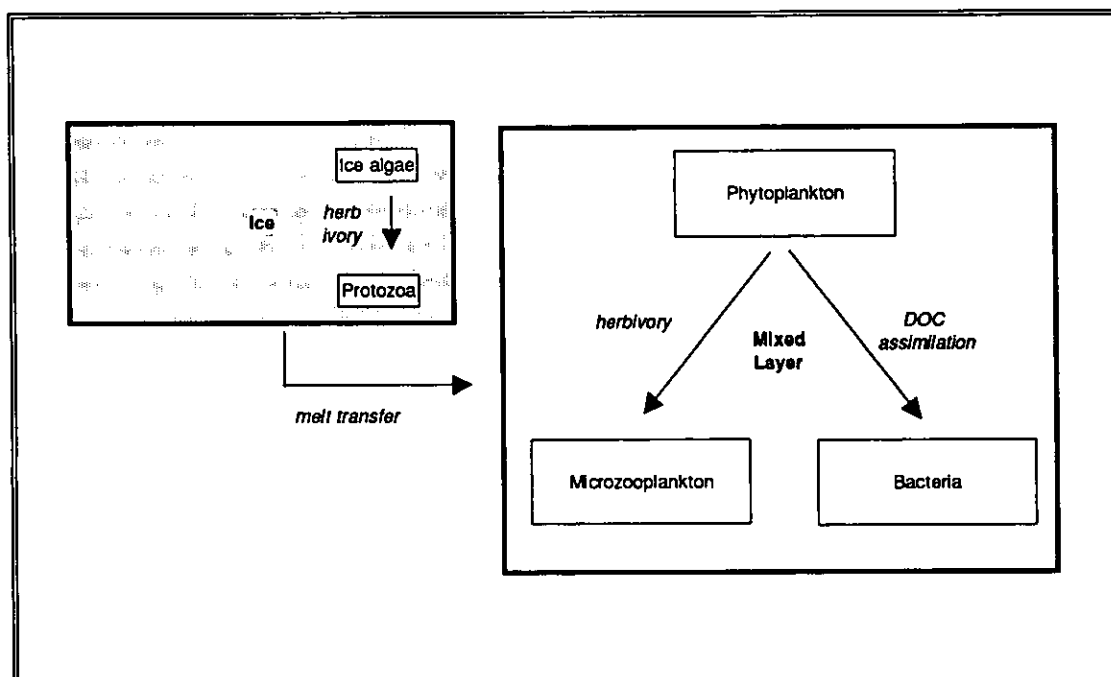 Ice algae
Ice
herb
ivory
Protozoa
melt transfer
Phytoplankton
herbivory
Mixed
Layer
DOC
assimilation
Microzooplankton
Bacteria